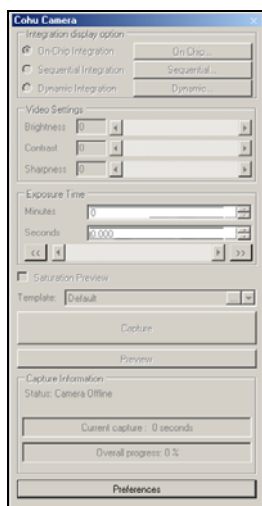 Cohu Camera
Integration display option
On-Chip Integration
On Chip...
Sequential Integration
Sequential...
Dynamic Integration
Dynamic...
Video Settings
Brightness 0
Contrast 0
Sharpness 0
Exposure Time
Minutes 0
Seconds 0.000
<< >>
Saturation Preview
Template: Default ...
Capture
Preview
Capture Information
Status: Camera Offline
Current capture : 0 seconds
Overall progress: 0 %
Preferences